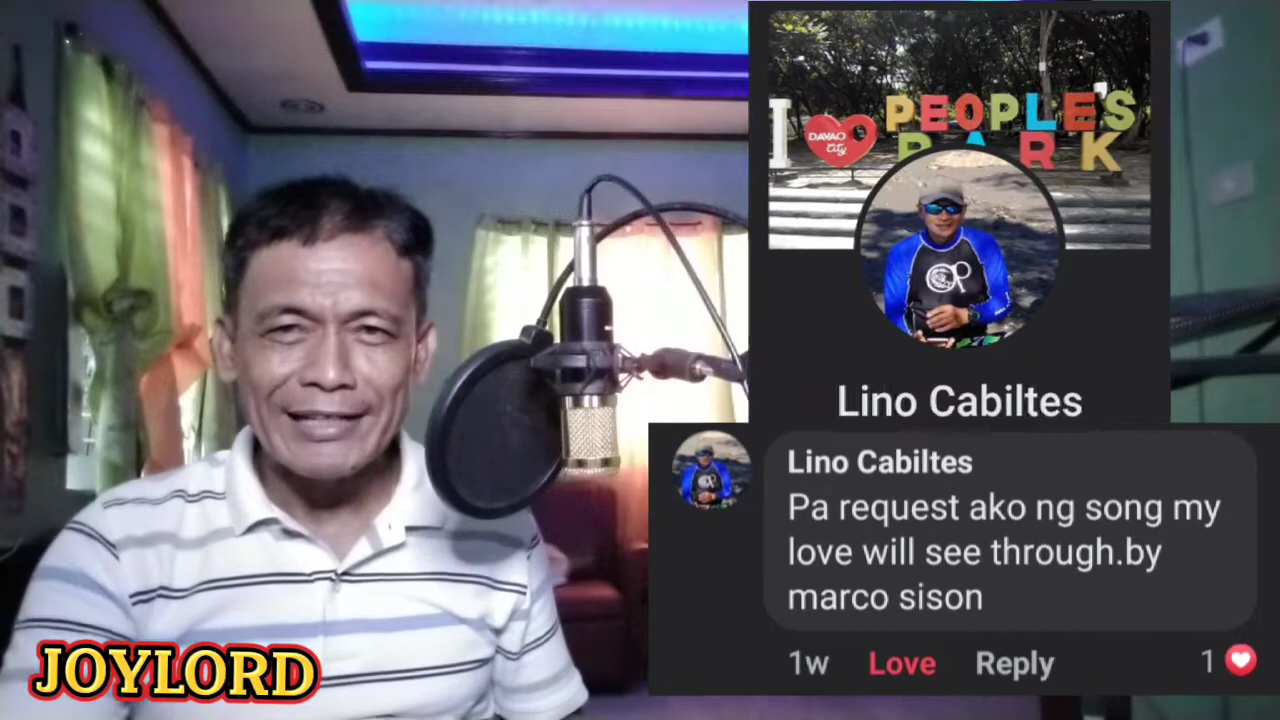 I DAVAO City PEOPLE'S
PARK
Lino Cabiltes
Lino Cabiltes
Pa request ako ng song my
love will see through.by
marco sison
1w Love Reply 1
JOYLORD